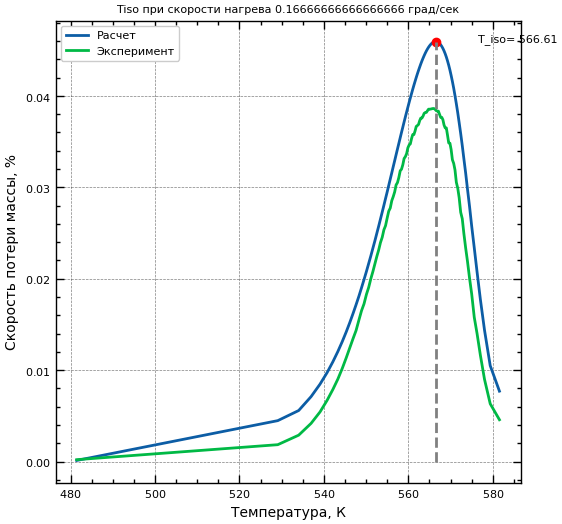 Tiso при скорости нагрева 0.16666666666666666 град/сек
Расчет
Эксперимент
T_iso= 566.61
Скорость потери массы, %
0.04
0.03
0.02
0.01
0.00
480 500 520 540 560 580
Температура, К